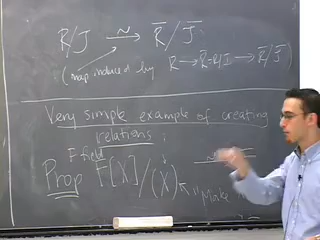 R/J ⥲ R̄/J̄
(map induced by R → R̄=R/I → R̄/J̄)
Very simple example of creating
relations:
F field
Prop F[X]/(X) "Make